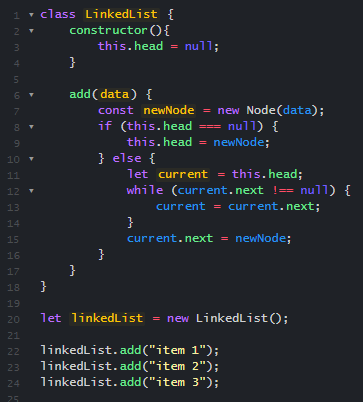 1 class LinkedList {
2     constructor(){
3         this.head = null;
4     }
5
6     add(data) {
7         const newNode = new Node(data);
8         if (this.head === null) {
9             this.head = newNode;
10         } else {
11             let current = this.head;
12             while (current.next !== null) {
13                 current = current.next;
14             }
15             current.next = newNode;
16         }
17     }
18 }
19
20 let linkedList = new LinkedList();
21
22 linkedList.add("item 1");
23 linkedList.add("item 2");
24 linkedList.add("item 3");
25